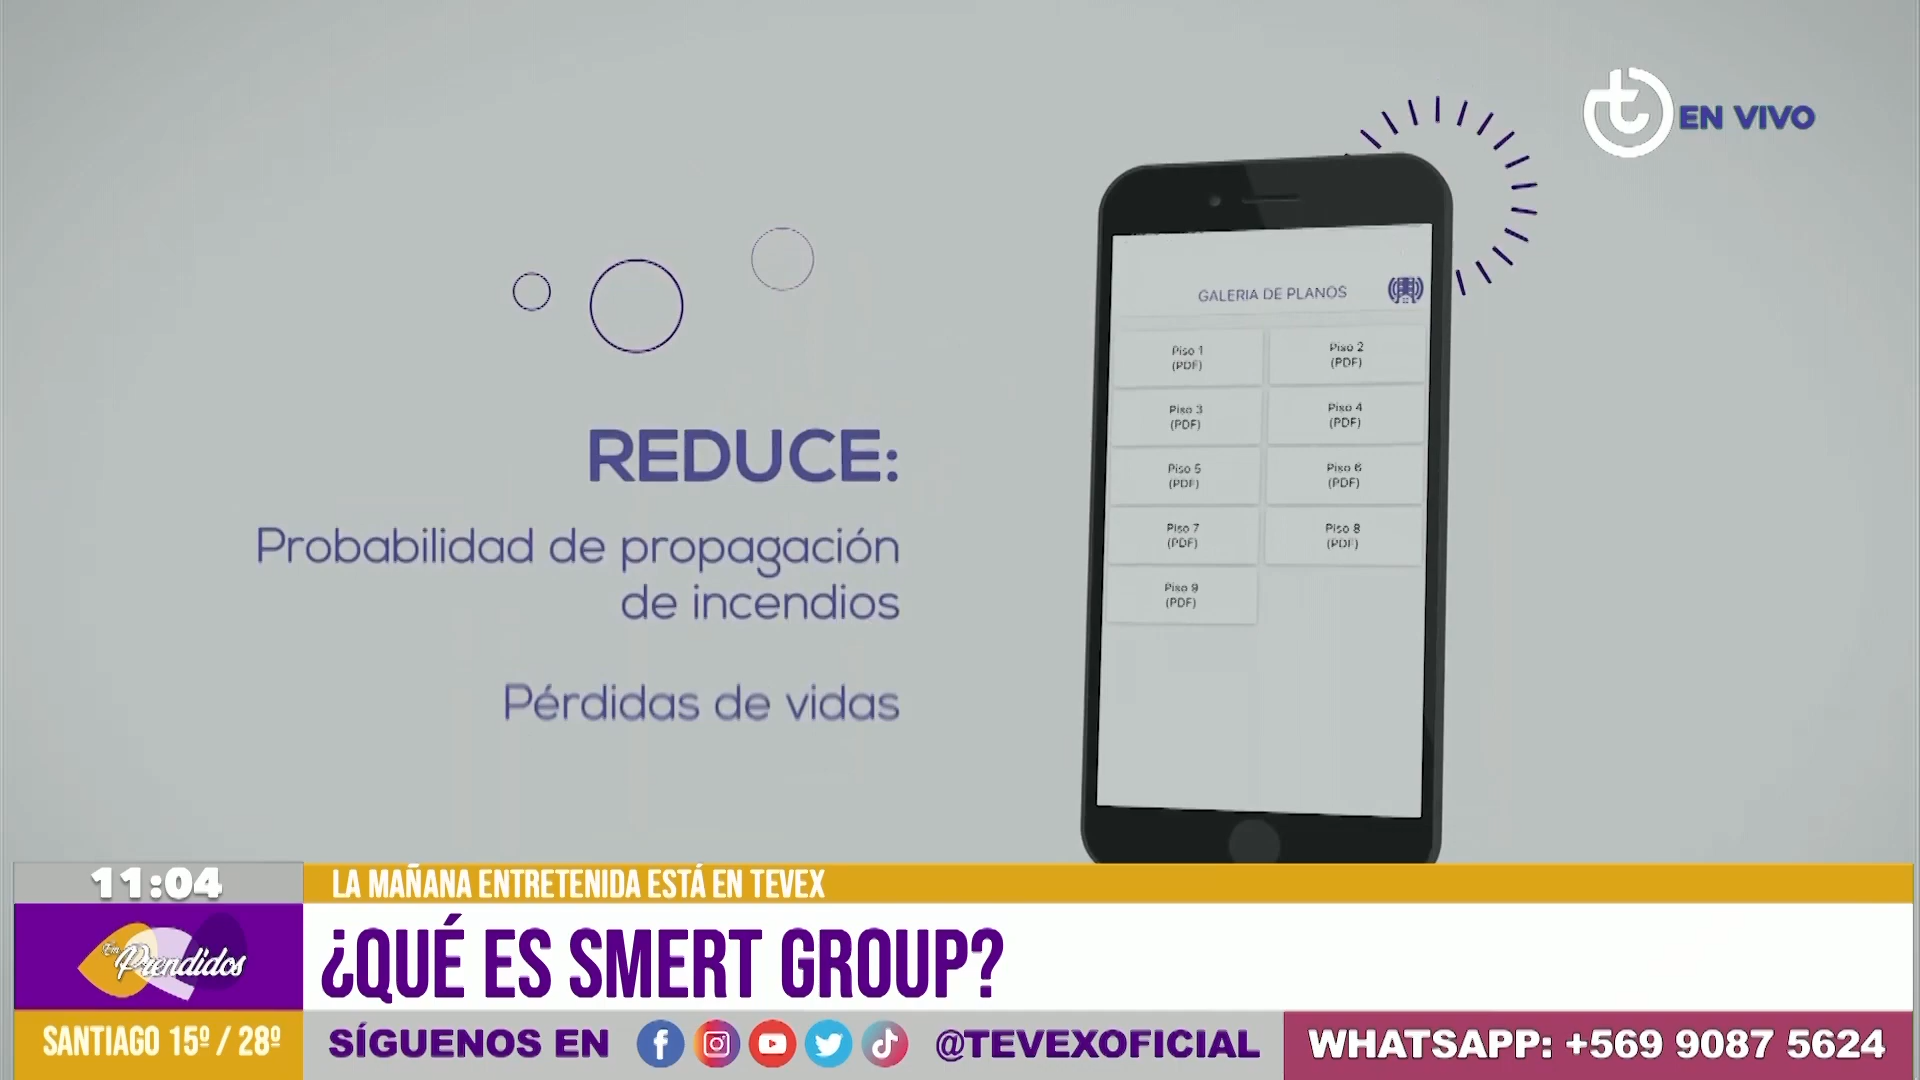 EN VIVO
GALERIA DE PLANOS
Piso 1
(PDF)
Piso 2
(PDF)
Piso 3
(PDF)
Piso 4
(PDF)
Piso 5
(PDF)
Piso 6
(PDF)
Piso 7
(PDF)
Piso 8
(PDF)
Piso 9
(PDF)
REDUCE:
Probabilidad de propagación
de incendios
Pérdidas de vidas
11:04
LA MAÑANA ENTRETENIDA ESTÁ EN TEVEX
Em Prendidos
¿QUÉ ES SMERT GROUP?
SANTIAGO 15º / 28º
SÍGUENOS EN
@TEVEXOFICIAL
WHATSAPP: +569 9087 5624